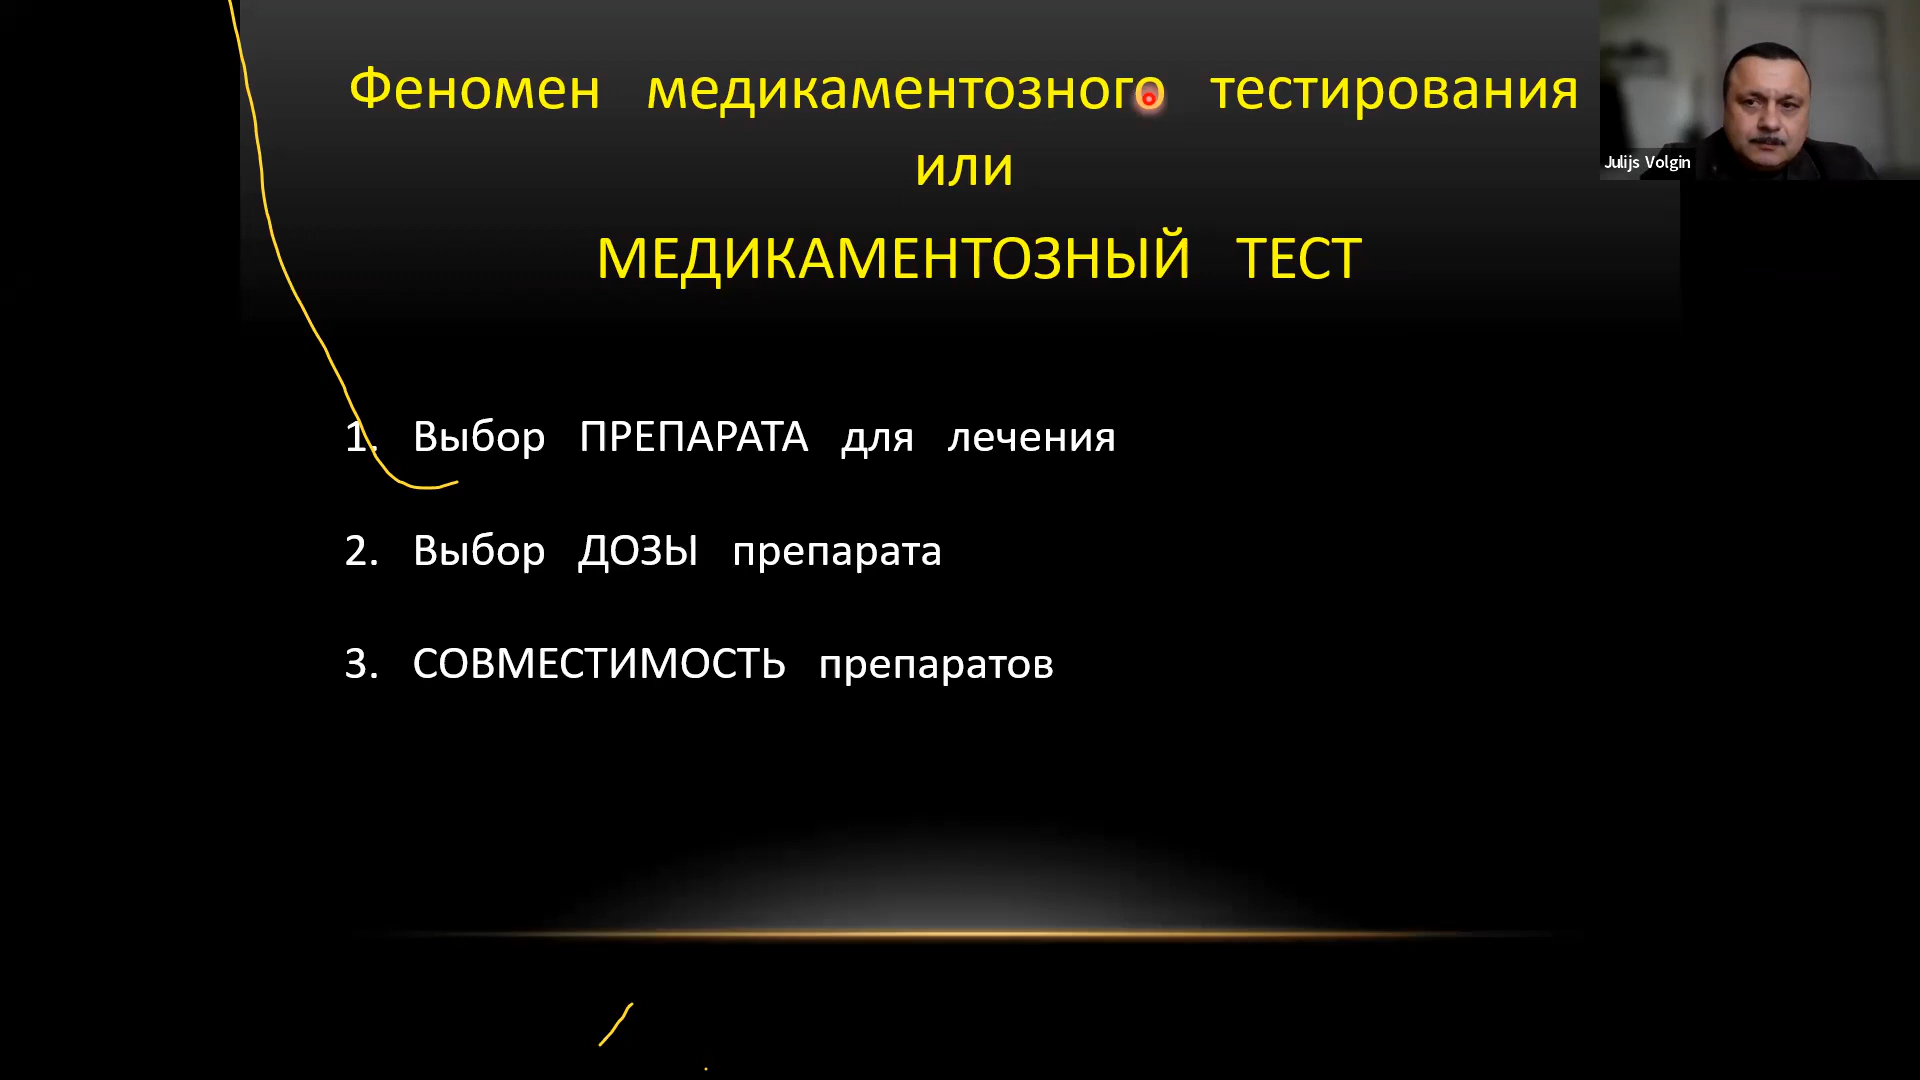 Феномен медикаментозного тестирования
или
МЕДИКАМЕНТОЗНЫЙ ТЕСТ
Julijs Volgin
1. Выбор ПРЕПАРАТА для лечения
2. Выбор ДОЗЫ препарата
3. СОВМЕСТИМОСТЬ препаратов